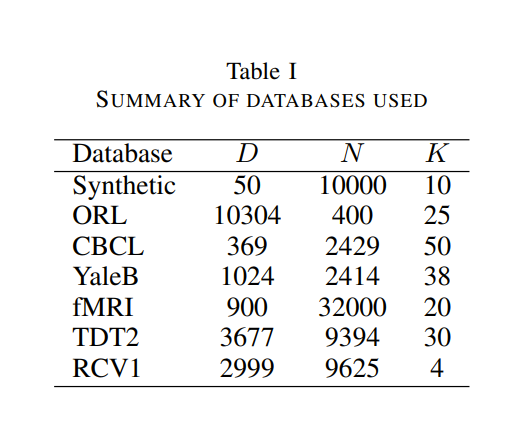 Table I
SUMMARY OF DATABASES USED
Database D N K
Synthetic 50 10000 10
ORL 10304 400 25
CBCL 369 2429 50
YaleB 1024 2414 38
fMRI 900 32000 20
TDT2 3677 9394 30
RCV1 2999 9625 4